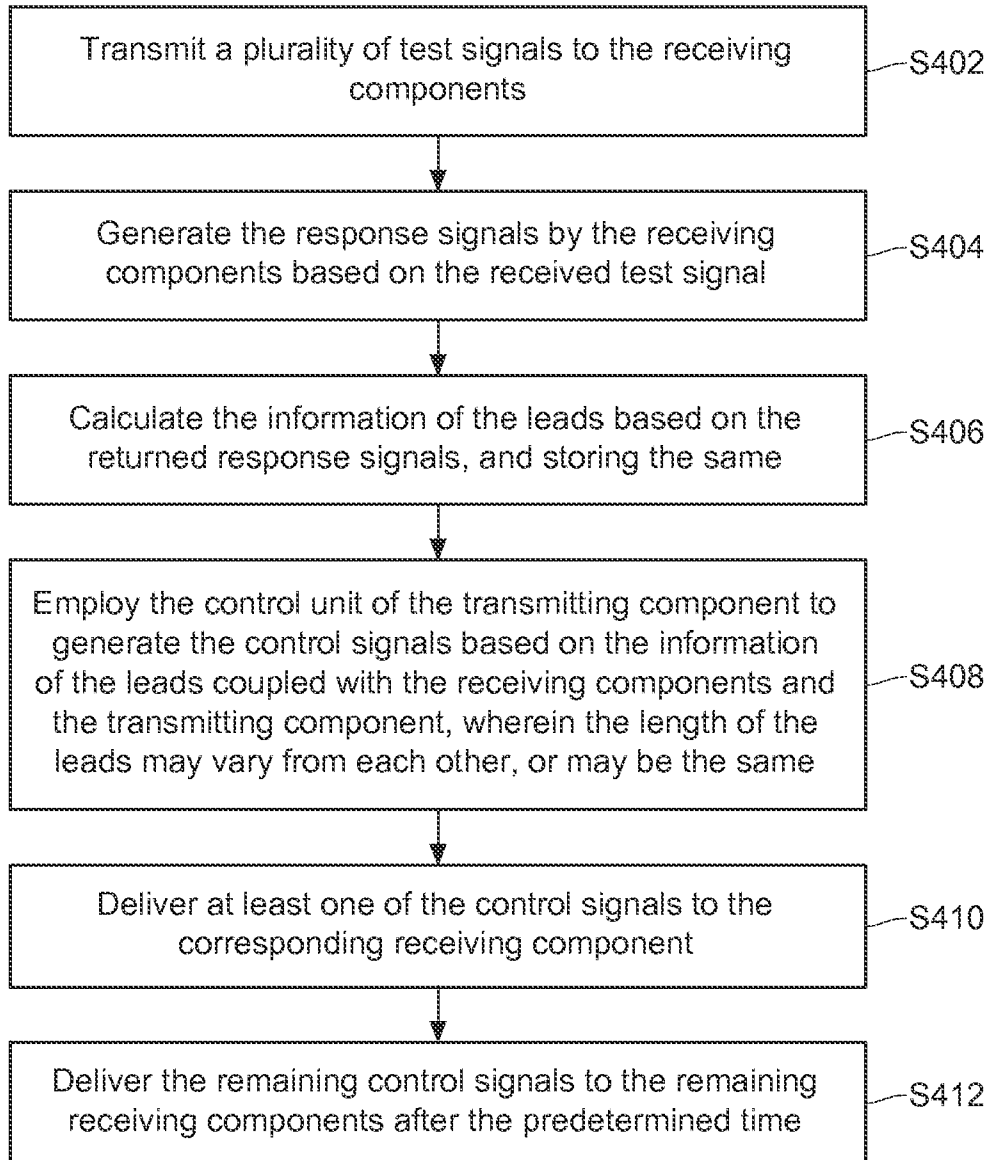 Transmit a plurality of test signals to the receiving
components
S402
Generate the response signals by the receiving
components based on the received test signal
S404
Calculate the information of the leads based on the
returned response signals, and storing the same
S406
Employ the control unit of the transmitting component to
generate the control signals based on the information
of the leads coupled with the receiving components and
the transmitting component, wherein the length of the
leads may vary from each other, or may be the same
S408
Deliver at least one of the control signals to the
corresponding receiving component
S410
Deliver the remaining control signals to the remaining
receiving components after the predetermined time
S412